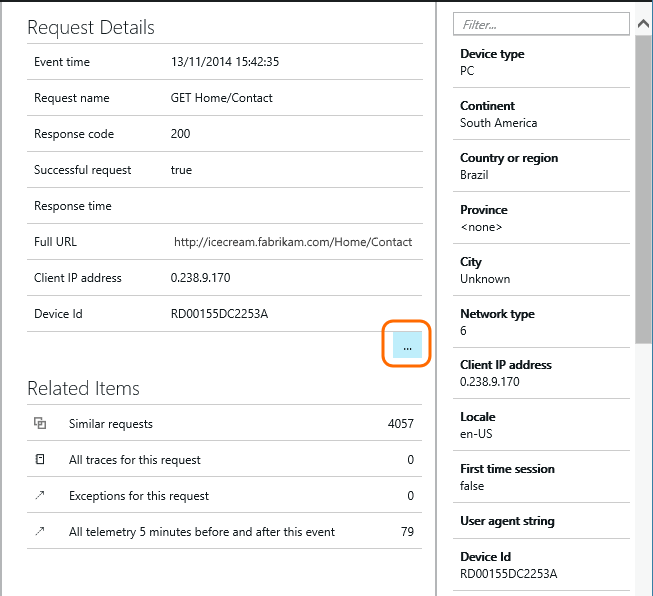 Request Details
Event time 13/11/2014 15:42:35
Request name GET Home/Contact
Response code 200
Successful request true
Response time
Full URL http://icecream.fabrikam.com/Home/Contact
Client IP address 0.238.9.170
Device Id RD00155DC2253A
...
Related Items
Similar requests 4057
All traces for this request 0
Exceptions for this request 0
All telemetry 5 minutes before and after this event 79
Filter...
Device type
PC
Continent
South America
Country or region
Brazil
Province
<none>
City
Unknown
Network type
6
Client IP address
0.238.9.170
Locale
en-US
First time session
false
User agent string
Device Id
RD00155DC2253A